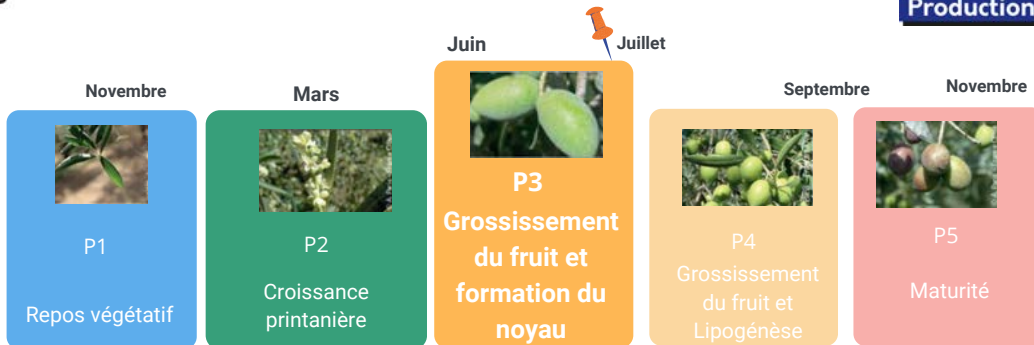 Production
Juin
Juillet
Novembre
Mars
Septembre
Novembre
P1
Repos végétatif
P2
Croissance
printanière
P3
Grossissement
du fruit et
formation du
noyau
P4
Grossissement
du fruit et
Lipogénèse
P5
Maturité